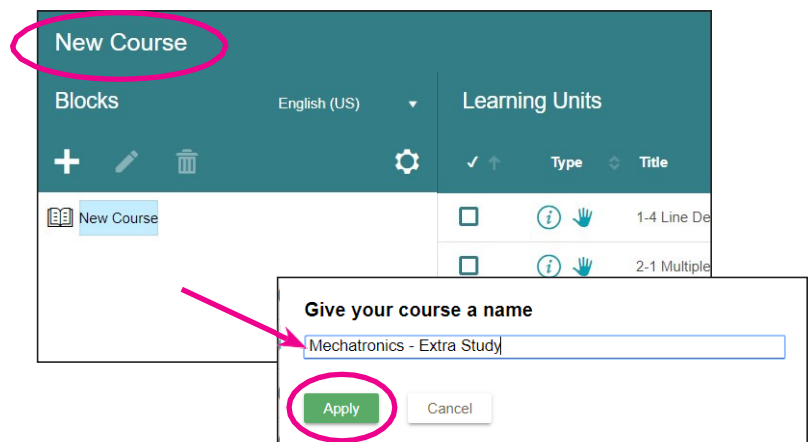 New Course
Blocks English (US) Learning Units
Type Title
New Course 1-4 Line De
2-1 Multiple
Give your course a name
Mechatronics - Extra Study
Apply Cancel